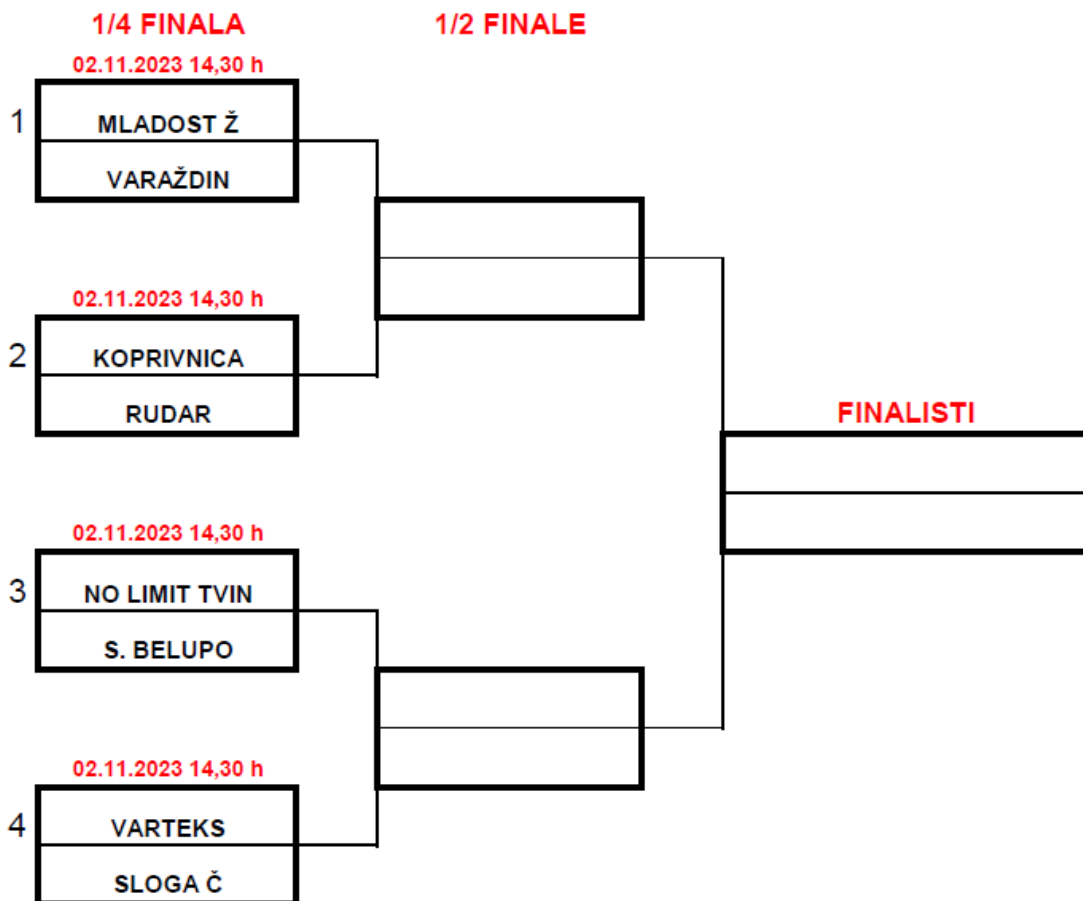 1/4 FINALA
1/2 FINALE
02.11.2023 14,30 h
1
MLADOST Ž
VARAŽDIN
02.11.2023 14,30 h
2
KOPRIVNICA
RUDAR
FINALISTI
02.11.2023 14,30 h
3
NO LIMIT TVIN
S. BELUPO
02.11.2023 14,30 h
4
VARTEKS
SLOGA Č